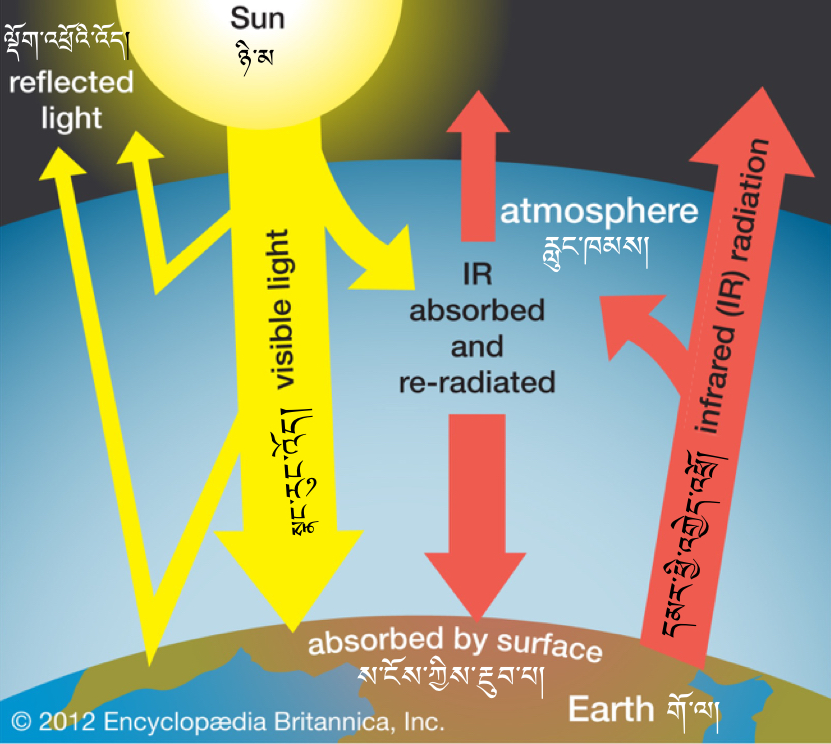 Sun
ཉི་མ
ལྡོག་འཕྲོའི་འོད།
reflected
light
atmosphere
རླུང་ཁམས།
visible light
སྣང་རུང་འོད།
IR
absorbed
and
re-radiated
infrared (IR) radiation
དམར་ཕྱི་འགྱེད་འཕྲོ།
absorbed by surface
ས་ངོས་ཀྱིས་རྔུབ་པ།
Earth གོ་ལ།
© 2012 Encyclopædia Britannica, Inc.